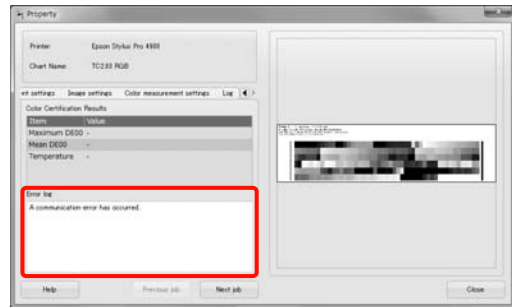 Property
Printer: Epson Stylus Pro 4900
Chart Name: TC2.83 RGB
nt settings Image settings Color measurement settings Log
Color Certification Results
Item Value
Maximum DE00 -
Mean DE00 -
Temperature -
Error log
A communication error has occurred.
Help Previous job Next job Close